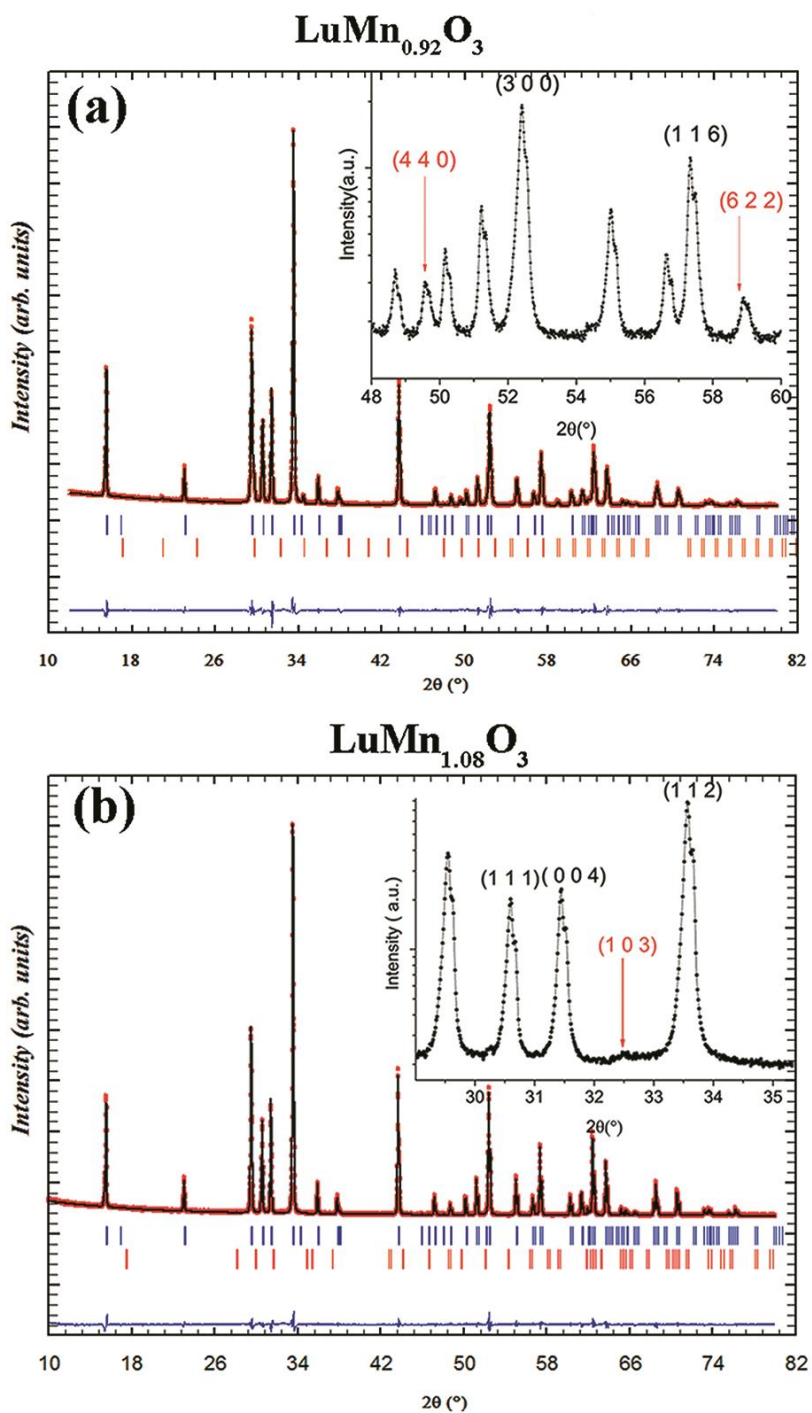 LuMn0.92O3
(a)
Intensity (arb. units)
Intensity(a.u.)
(4 4 0)
(3 0 0)
(1 1 6)
(6 2 2)
48 50 52 54 56 58 60
2θ(°)
10 18 26 34 42 50 58 66 74 82
2θ (°)
LuMn1.08O3
(b)
Intensity (arb. units)
Intensity ( a.u.)
(1 1 1) ( 0 0 4)
(1 0 3)
(1 1 2)
30 31 32 33 34 35
2θ(°)
10 18 26 34 42 50 58 66 74 82
2θ (°)